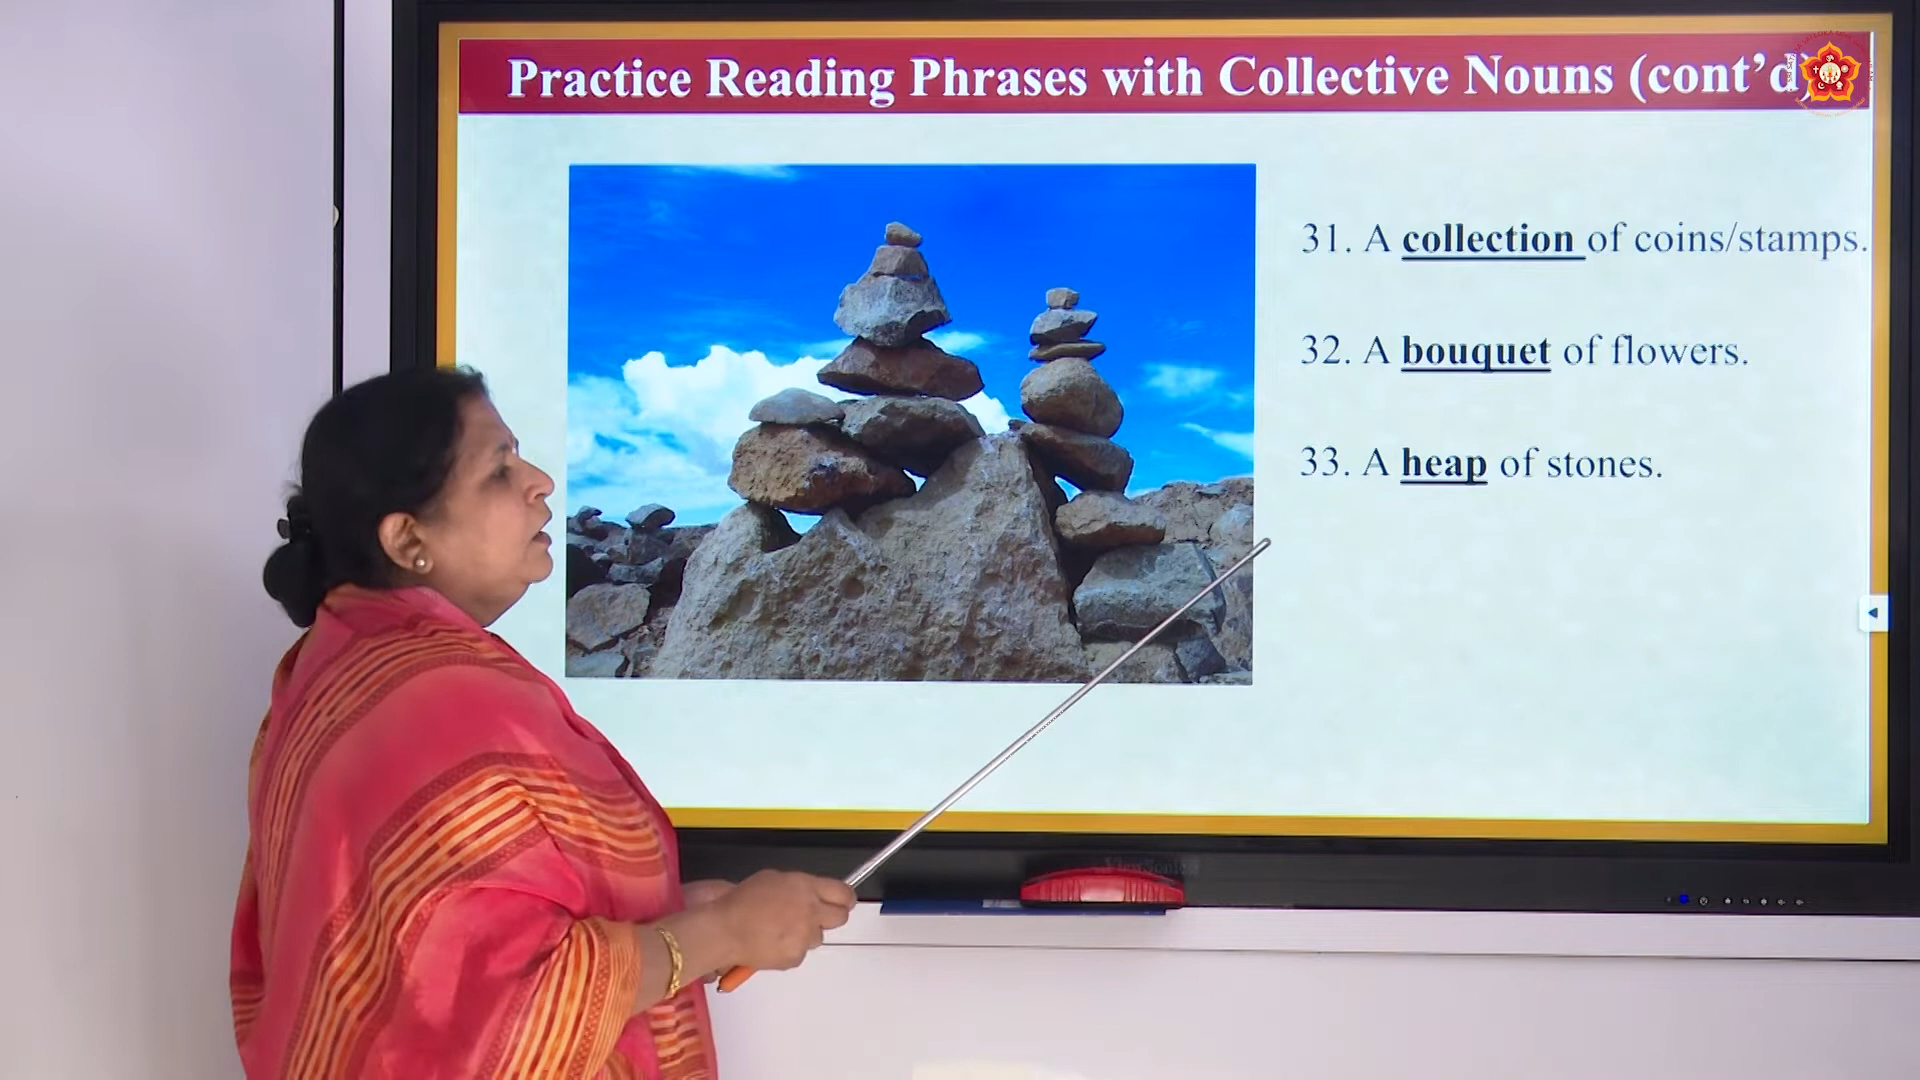 Practice Reading Phrases with Collective Nouns (cont’d)
31. A collection of coins/stamps.
32. A bouquet of flowers.
33. A heap of stones.
ViewSonic